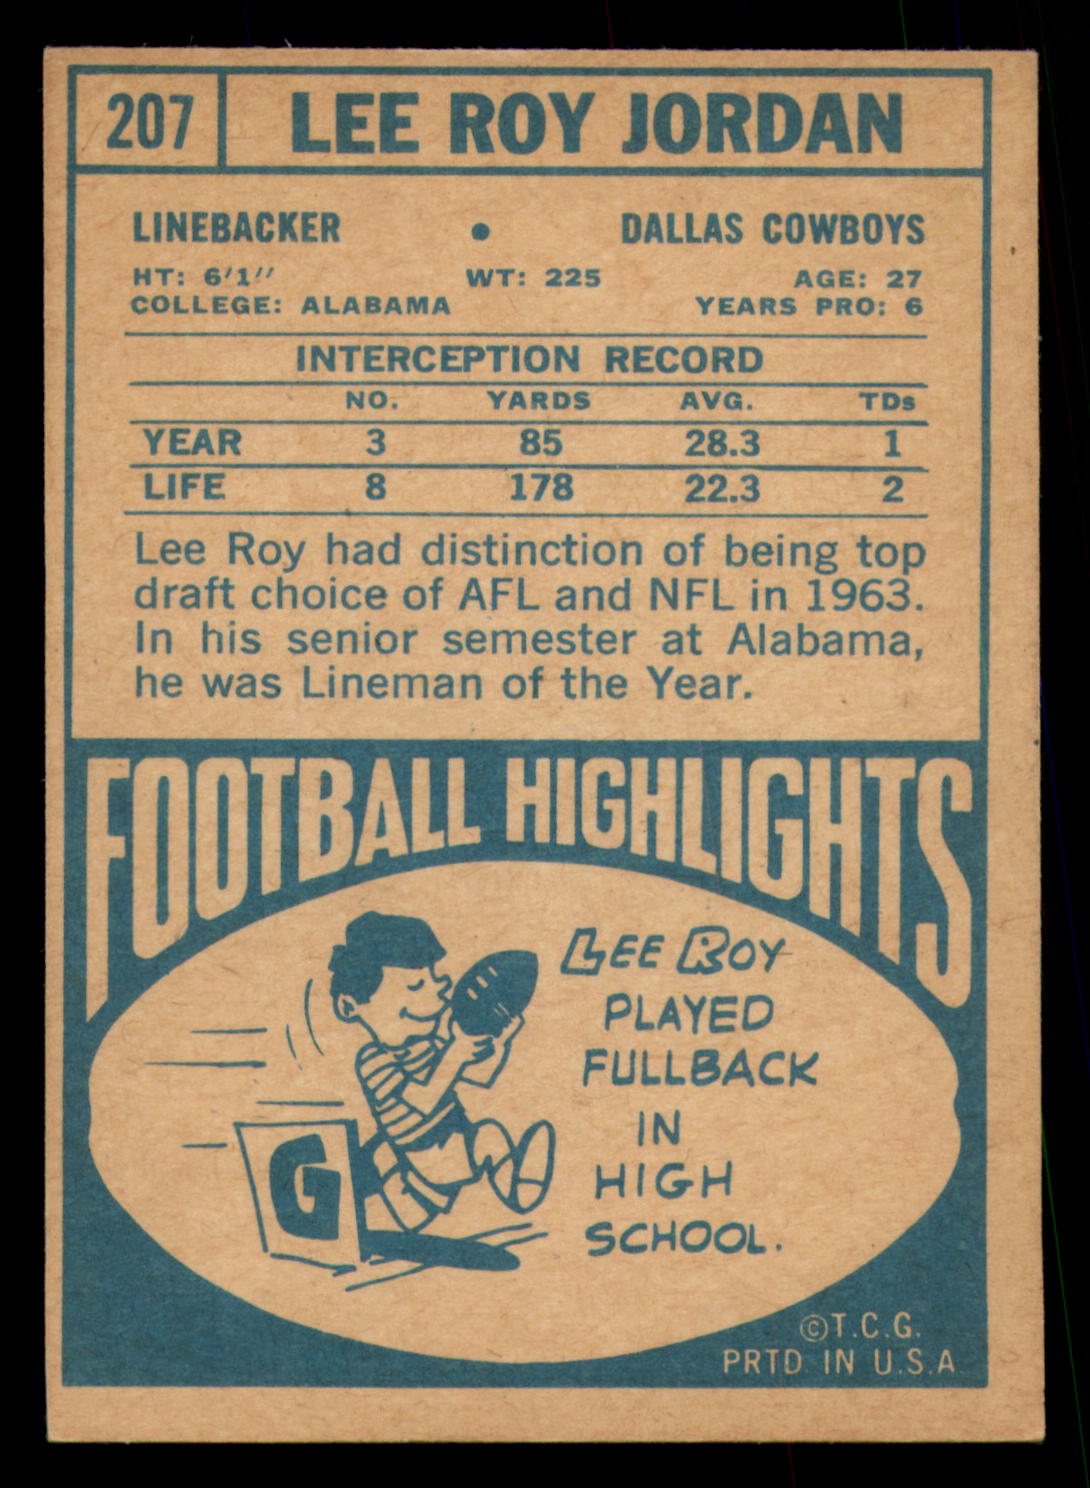 207 LEE ROY JORDAN
LINEBACKER • DALLAS COWBOYS
HT: 6'1" WT: 225 AGE: 27
COLLEGE: ALABAMA YEARS PRO: 6
INTERCEPTION RECORD
NO. YARDS AVG. TDs
YEAR 3 85 28.3 1
LIFE 8 178 22.3 2
Lee Roy had distinction of being top
draft choice of AFL and NFL in 1963.
In his senior semester at Alabama,
he was Lineman of the Year.
FOOTBALL HIGHLIGHTS
LEE ROY
PLAYED
FULLBACK
IN
HIGH
SCHOOL.
G
©T.C.G.
PRTD. IN U.S.A.